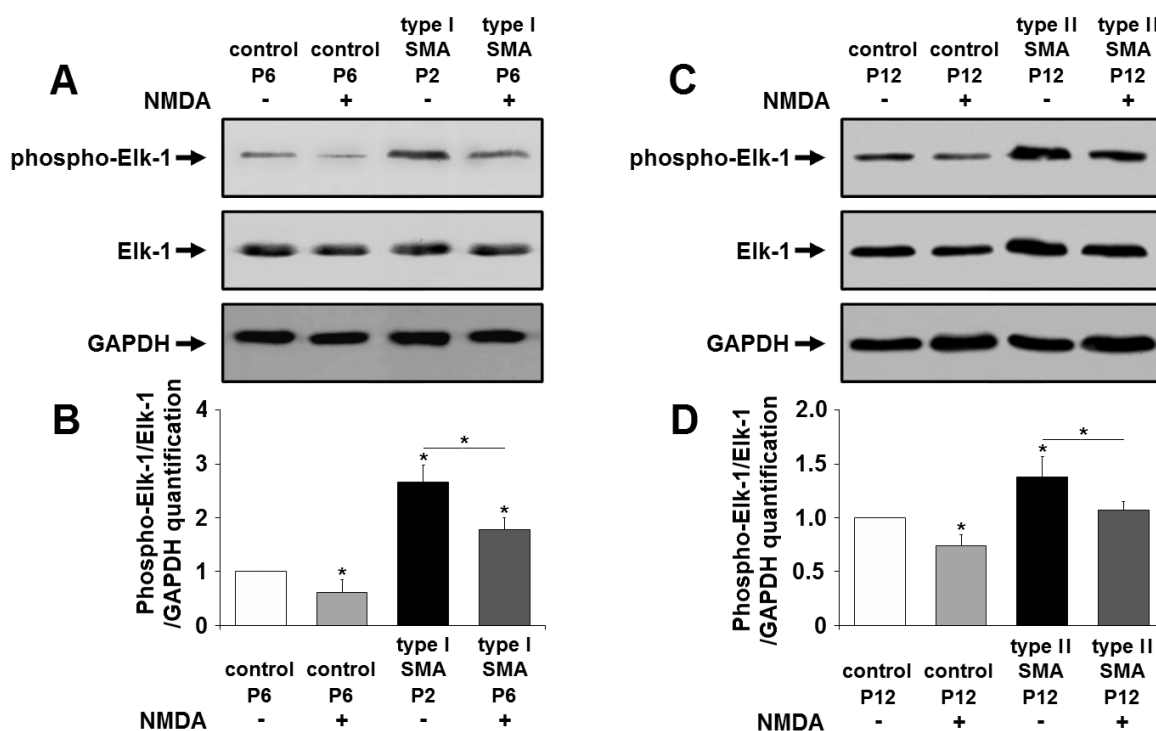 A
control P6
control P6
type I SMA P2
type I SMA P6
NMDA - + - +
phospho-Elk-1
Elk-1
GAPDH
B
Phospho-Elk-1/Elk-1
/GAPDH quantification
4
3
2
1
0
*
*
*
*
control P6
control P6
type I SMA P2
type I SMA P6
NMDA - + - +
C
control P12
control P12
type II SMA P12
type II SMA P12
NMDA - + - +
phospho-Elk-1
Elk-1
GAPDH
D
Phospho-Elk-1/Elk-1
/GAPDH quantification
2.0
1.5
1.0
0.5
0
*
*
*
control P12
control P12
type II SMA P12
type II SMA P12
NMDA - + - +